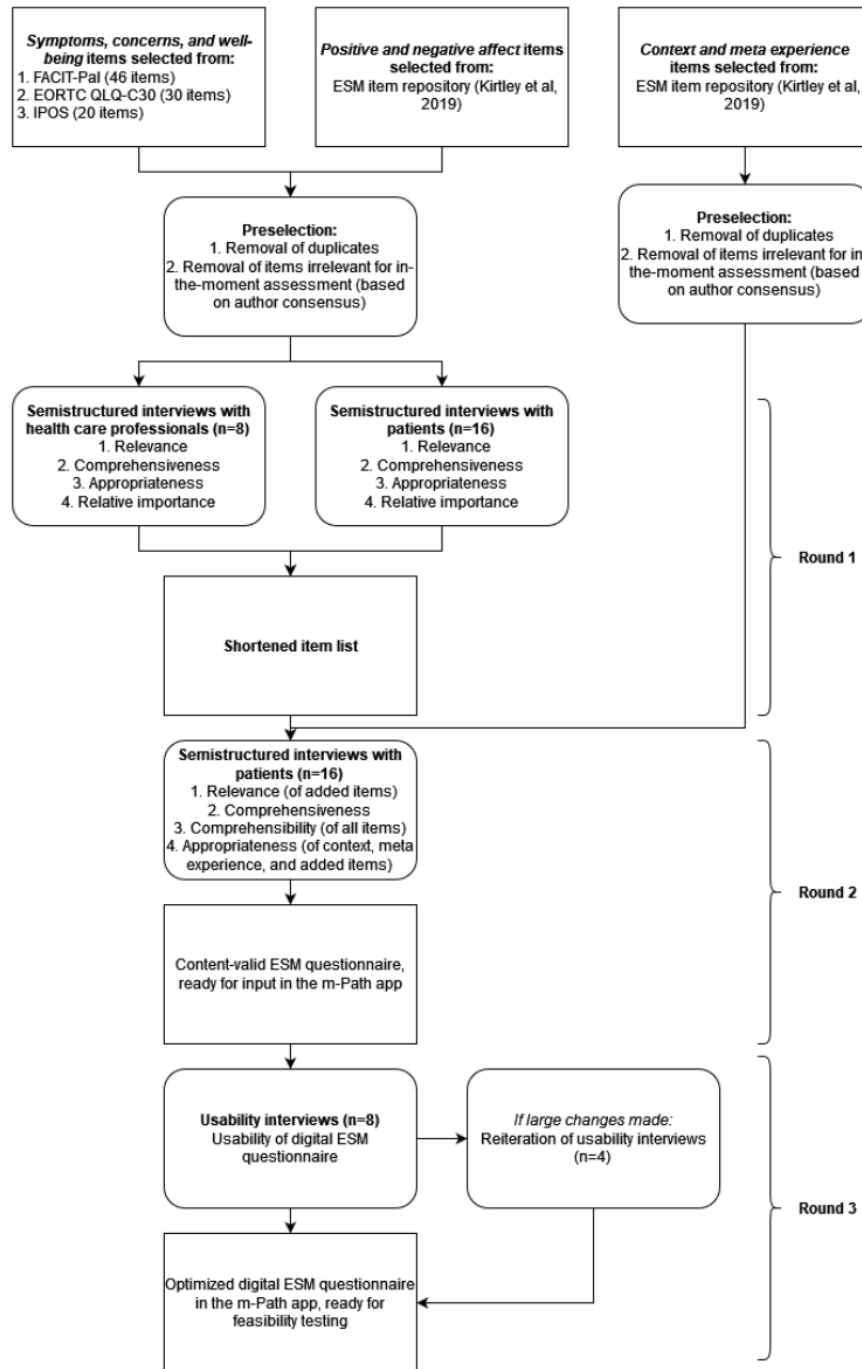 Symptoms, concerns, and well-
being items selected from:
1. FACIT-Pal (46 items)
2. EORTC QLQ-C30 (30 items)
3. IPOS (20 items)
Positive and negative affect items
selected from:
ESM item repository (Kirtley et al,
2019)
Context and meta experience
items selected from:
ESM item repository (Kirtley et al,
2019)
Preselection:
1. Removal of duplicates
2. Removal of items irrelevant for in-
the-moment assessment (based
on author consensus)
Preselection:
1. Removal of duplicates
2. Removal of items irrelevant for in-
the-moment assessment (based
on author consensus)
Semistructured interviews with
health care professionals (n=8)
1. Relevance
2. Comprehensiveness
3. Appropriateness
4. Relative importance
Semistructured interviews with
patients (n=16)
1. Relevance
2. Comprehensiveness
3. Appropriateness
4. Relative importance
Round 1
Shortened item list
Semistructured interviews with
patients (n=16)
1. Relevance (of added items)
2. Comprehensiveness
3. Comprehensibility (of all items)
4. Appropriateness (of context, meta
experience, and added items)
Round 2
Content-valid ESM questionnaire,
ready for input in the m-Path app
Usability interviews (n=8)
Usability of digital ESM
questionnaire
If large changes made:
Reiteration of usability interviews
(n=4)
Round 3
Optimized digital ESM questionnaire
in the m-Path app, ready for
feasibility testing